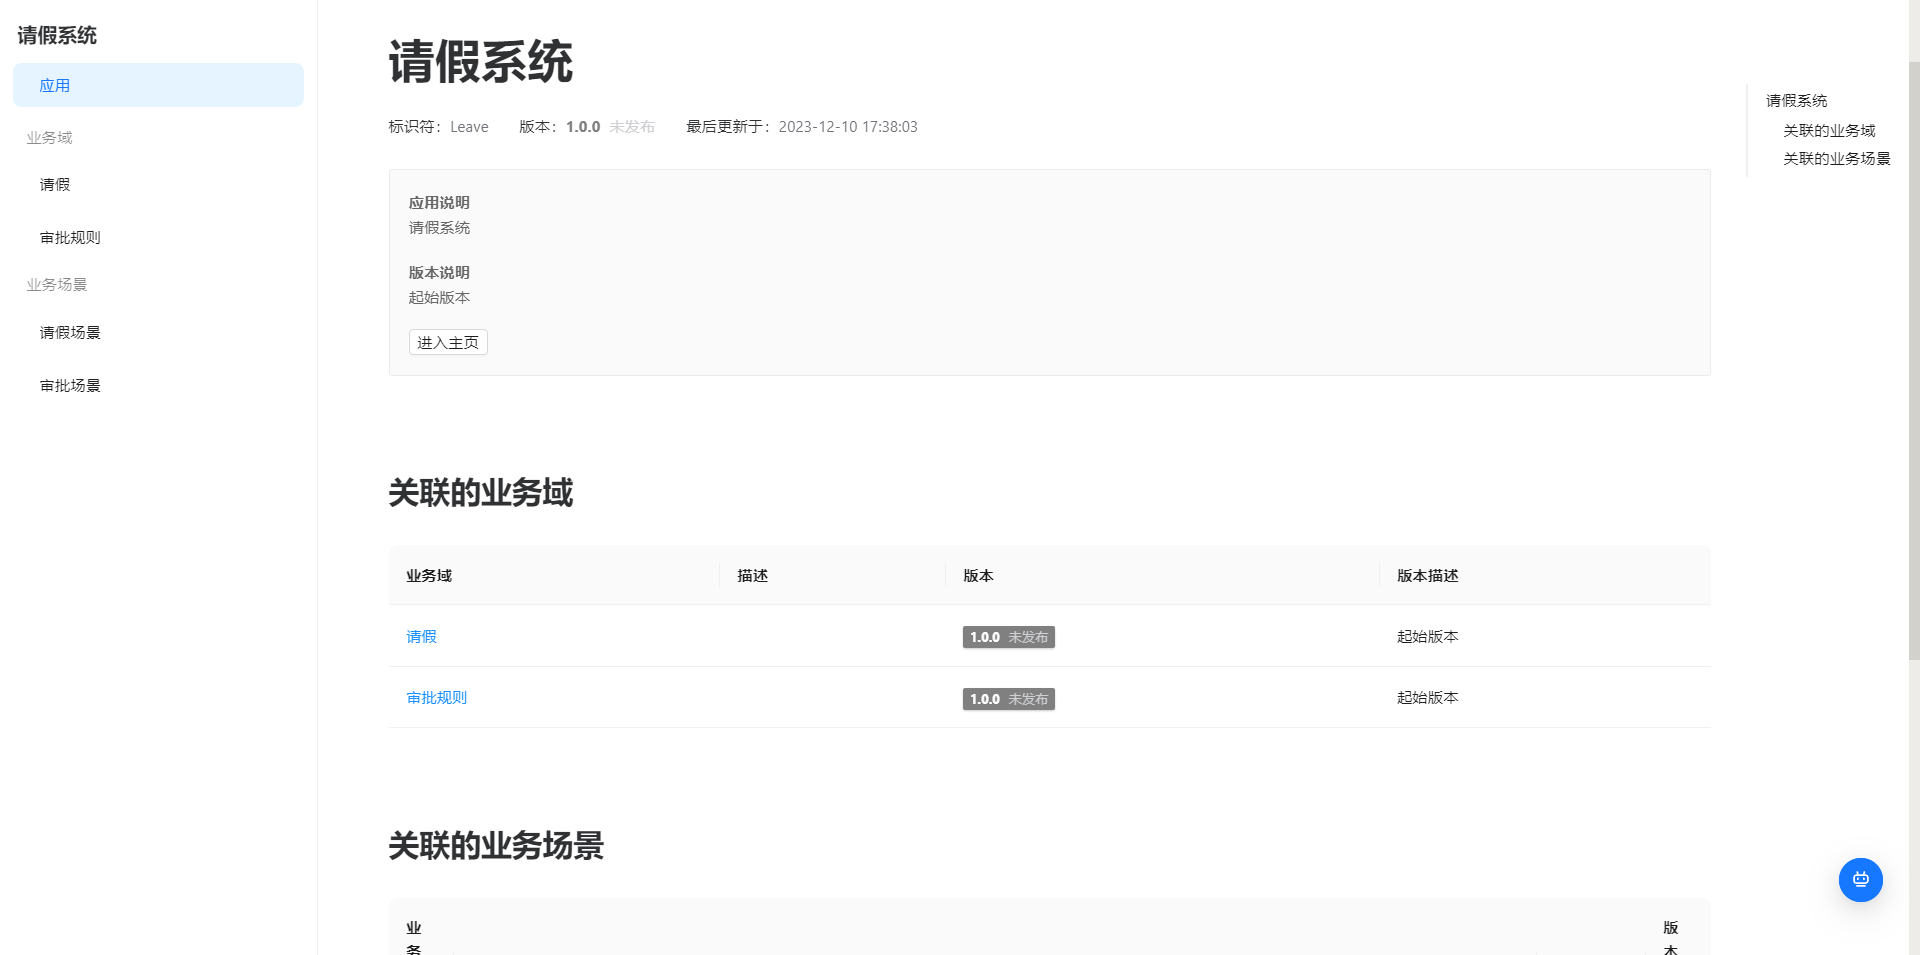 请假系统
应用
业务域
请假
审批规则
业务场景
请假场景
审批场景
请假系统
标识符：Leave 版本：1.0.0 未发布 最后更新于：2023-12-10 17:38:03
应用说明
请假系统
版本说明
起始版本
进入主页
关联的业务域
业务域 描述 版本 版本描述
请假 1.0.0 未发布 起始版本
审批规则 1.0.0 未发布 起始版本
关联的业务场景
业 版
务 本
请假系统
关联的业务域
关联的业务场景